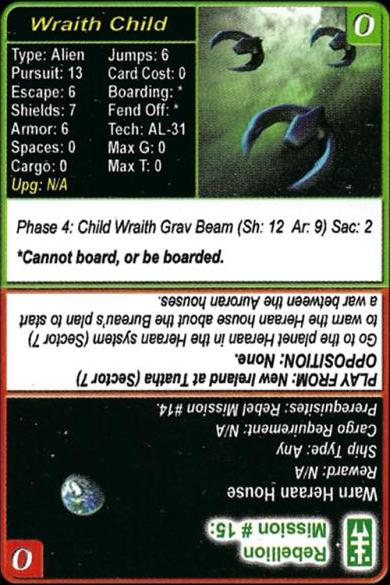 Wraith Child
0
Type: Alien
Pursuit: 13
Escape: 6
Shields: 7
Armor: 6
Spaces: 0
Cargo: 0
Upg: N/A
Jumps: 6
Card Cost: 0
Boarding: *
Fend Off: *
Tech: AL-31
Max G: 0
Max T: 0
Phase 4: Child Wraith Grav Beam (Sh: 12 Ar: 9) Sac: 2
*Cannot board, or be boarded.
0
Rebellion
Mission # 15:
Warn Heraan House
Reward: N/A
Ship Type: Any
Cargo Requirement: N/A
Prerequisites: Rebel Mission #14.
PLAY FROM: New Ireland at Tuatha (Sector 7)
OPPOSITION: None.
Go to the planet Heraan in the Heraan system (Sector 7)
to warn the Heraan house about the Bureau's plan to start
a war between the Auroran houses.